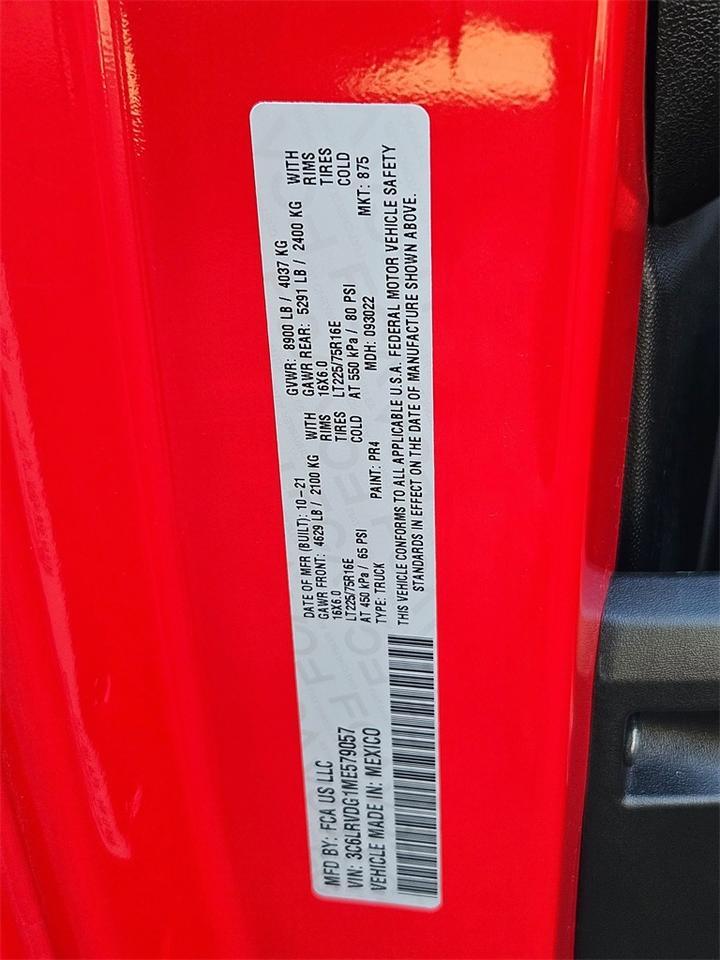 MFD BY: FCA US LLC
DATE OF MFR (BUILT): 10-21
GVWR: 8900 LB / 4037 KG
GAWR FRONT: 4629 LB / 2100 KG
WITH
GAWR REAR: 5291 LB / 2400 KG
WITH
16X6.0
RIMS
16X6.0
RIMS
LT225/75R16E
TIRES
LT225/75R16E
TIRES
AT 450 kPa / 65 PSI
COLD
AT 550 kPa / 80 PSI
COLD
VIN: 3C6LRVDG1ME579057
TYPE: TRUCK
PAINT: PR4
MDH: 093022
MKT: 875
VEHICLE MADE IN: MEXICO
THIS VEHICLE CONFORMS TO ALL APPLICABLE U.S.A. FEDERAL MOTOR VEHICLE SAFETY
STANDARDS IN EFFECT ON THE DATE OF MANUFACTURE SHOWN ABOVE.